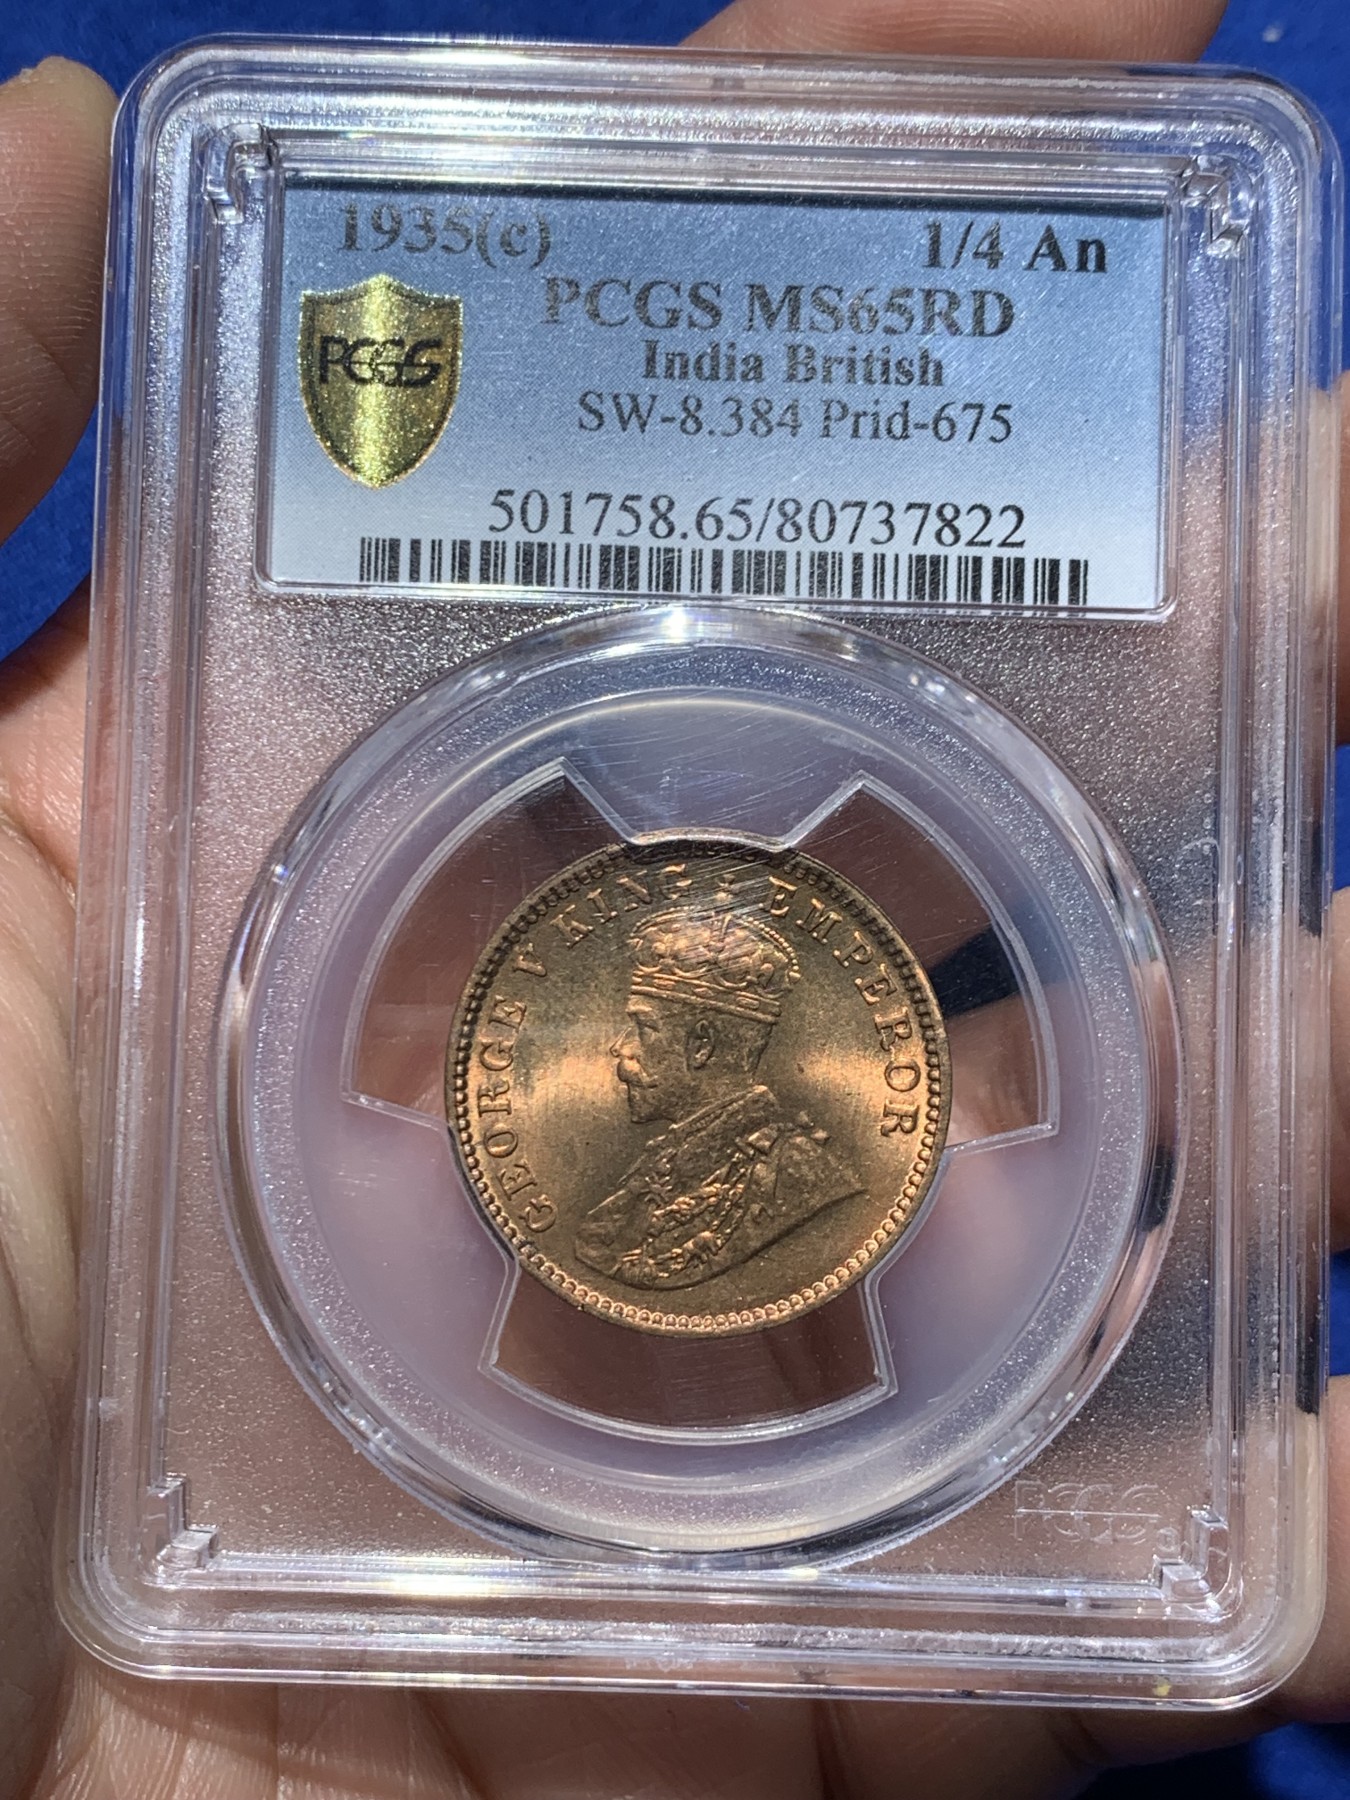 1935(c) 1/4 An
PCGS MS65RD
PCGS
India British
SW-8.384 Prid-675
501758.65/80737822
GEORGE V KING EMPEROR
PCGS